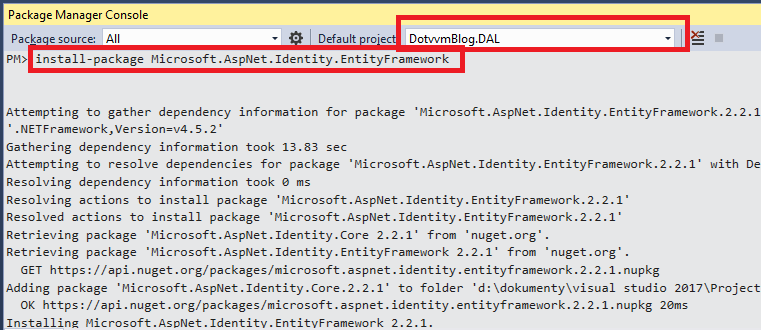 Package Manager Console
Package source: All Default project: DotvvmBlog.DAL
PM> install-package Microsoft.AspNet.Identity.EntityFramework
Attempting to gather dependency information for package 'Microsoft.AspNet.Identity.EntityFramework.2.2.1
'.NETFramework,Version=v4.5.2'
Gathering dependency information took 13.83 sec
Attempting to resolve dependencies for package 'Microsoft.AspNet.Identity.EntityFramework.2.2.1' with De
Resolving dependency information took 0 ms
Resolving actions to install package 'Microsoft.AspNet.Identity.EntityFramework.2.2.1'
Resolved actions to install package 'Microsoft.AspNet.Identity.EntityFramework.2.2.1'
Retrieving package 'Microsoft.AspNet.Identity.Core 2.2.1' from 'nuget.org'.
Retrieving package 'Microsoft.AspNet.Identity.EntityFramework 2.2.1' from 'nuget.org'.
GET https://api.nuget.org/packages/microsoft.aspnet.identity.entityframework.2.2.1.nupkg
Adding package 'Microsoft.AspNet.Identity.Core.2.2.1' to folder 'd:\dokumenty\visual studio 2017\Project
OK https://api.nuget.org/packages/microsoft.aspnet.identity.entityframework.2.2.1.nupkg 20ms
Installing Microsoft.AspNet.Identity.EntityFramework 2.2.1.